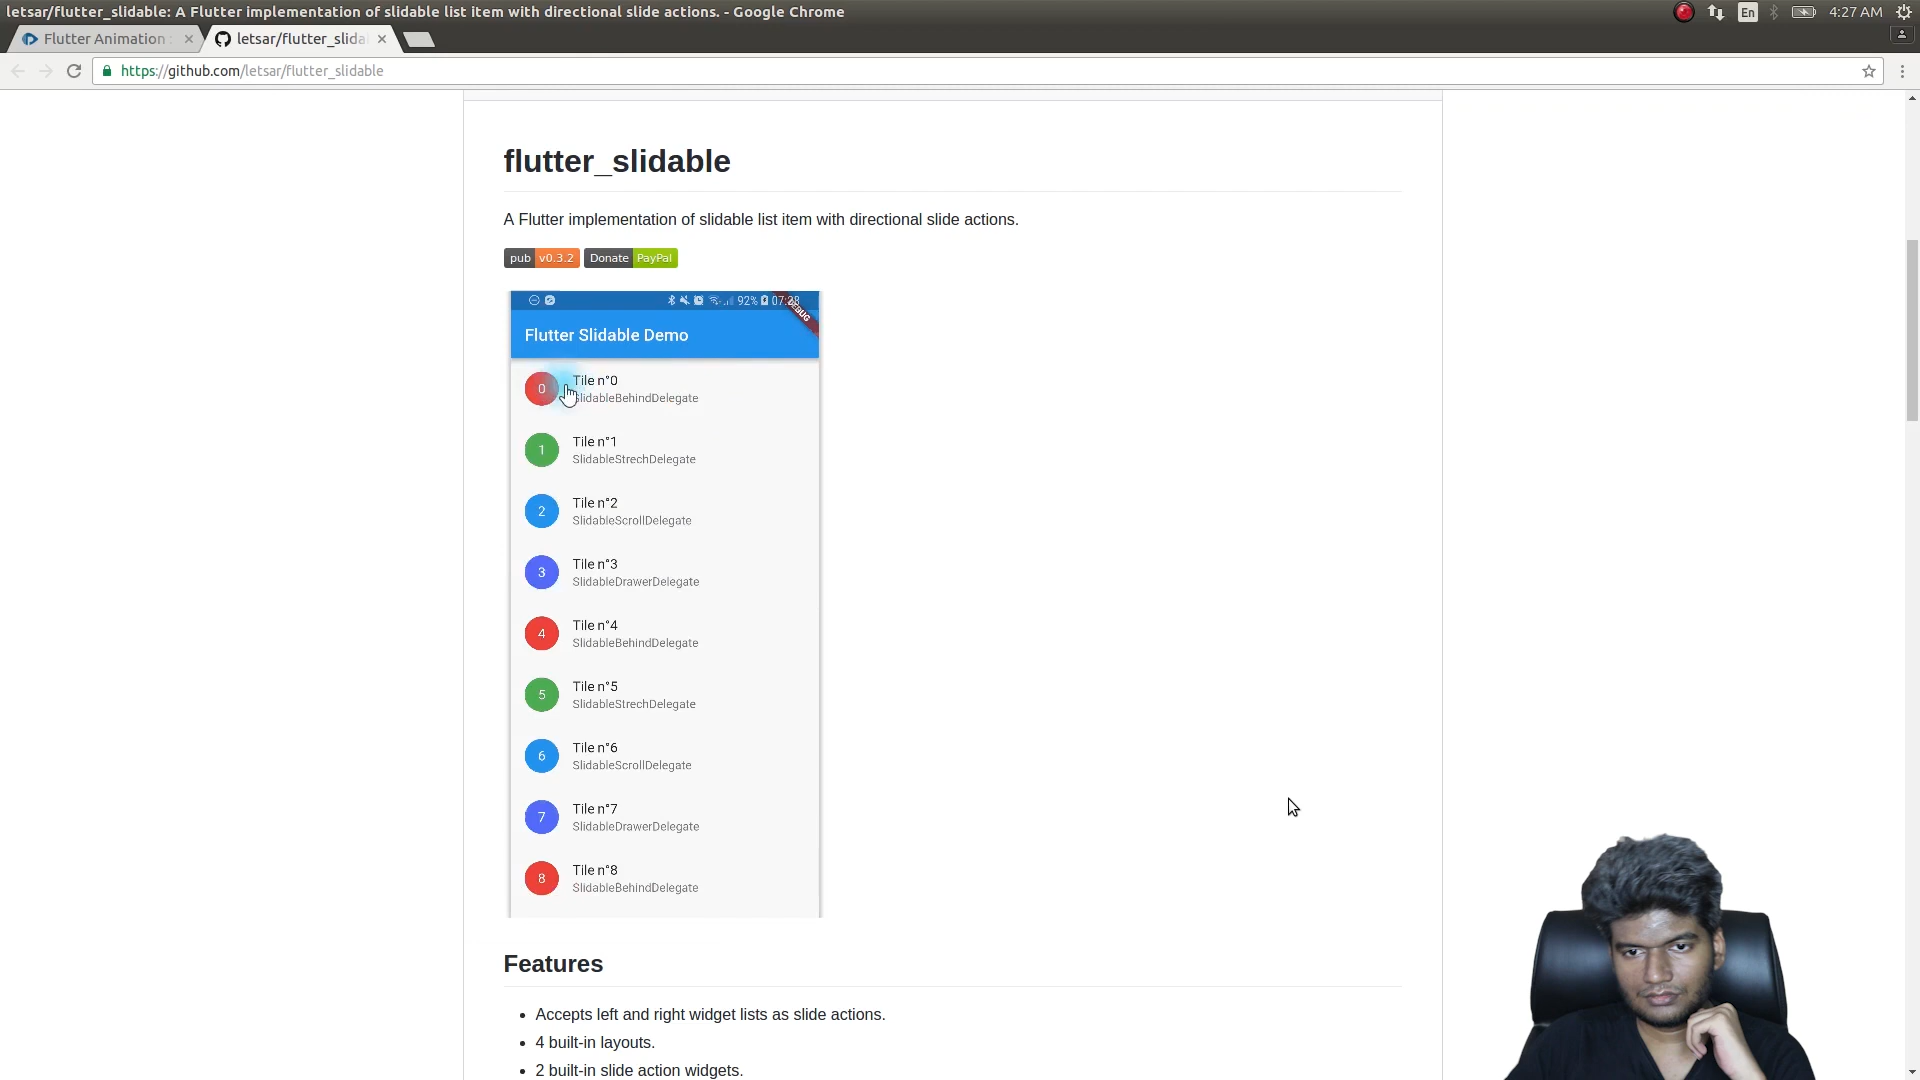 letsar/flutter_slidable: A Flutter implementation of slidable list item with directional slide actions. - Google Chrome
En
4:27 AM
Flutter Animation
letsar/flutter_slida
https://github.com/letsar/flutter_slidable
flutter_slidable
A Flutter implementation of slidable list item with directional slide actions.
pub v0.3.2 Donate PayPal
92% 07:28
DEBUG
Flutter Slidable Demo
0
Tile n°0
SlidableBehindDelegate
1
Tile n°1
SlidableStrechDelegate
2
Tile n°2
SlidableScrollDelegate
3
Tile n°3
SlidableDrawerDelegate
4
Tile n°4
SlidableBehindDelegate
5
Tile n°5
SlidableStrechDelegate
6
Tile n°6
SlidableScrollDelegate
7
Tile n°7
SlidableDrawerDelegate
8
Tile n°8
SlidableBehindDelegate
Features
• Accepts left and right widget lists as slide actions.
• 4 built-in layouts.
• 2 built-in slide action widgets.